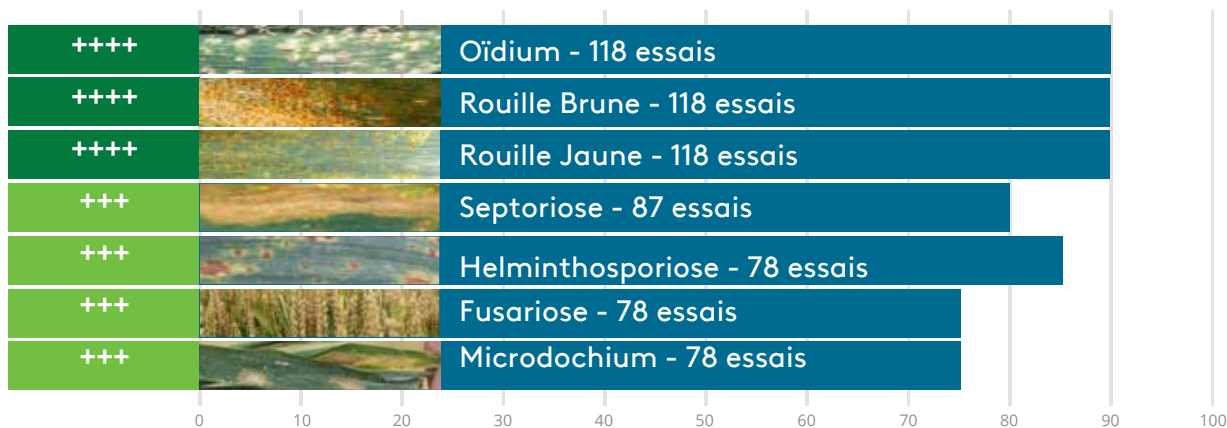 ++++ Oïdium - 118 essais
++++ Rouille Brune - 118 essais
++++ Rouille Jaune - 118 essais
+++ Septoriose - 87 essais
+++ Helminthosporiose - 78 essais
+++ Fusariose - 78 essais
+++ Microdochium - 78 essais
0 10 20 30 40 50 60 70 80 90 100